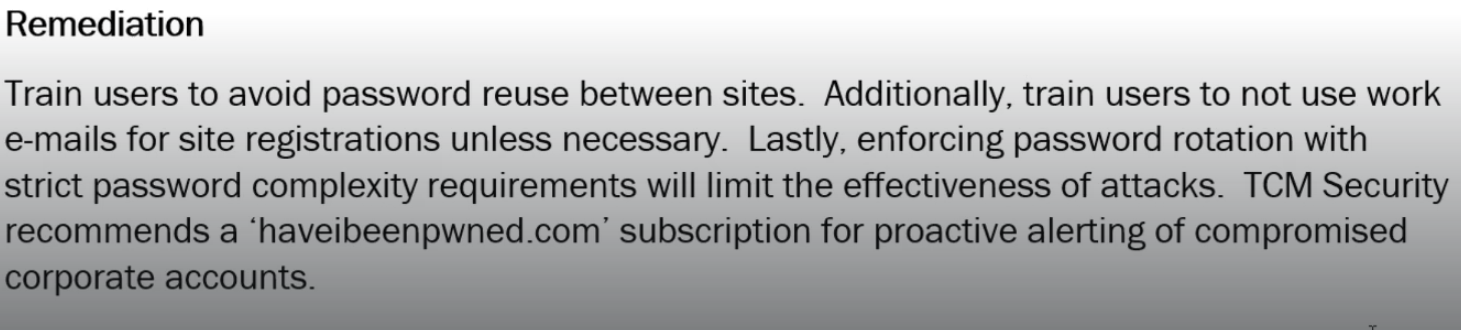 Remediation
Train users to avoid password reuse between sites.  Additionally, train users to not use work
e-mails for site registrations unless necessary.  Lastly, enforcing password rotation with
strict password complexity requirements will limit the effectiveness of attacks.  TCM Security
recommends a ‘haveibeenpwned.com’ subscription for proactive alerting of compromised
corporate accounts.